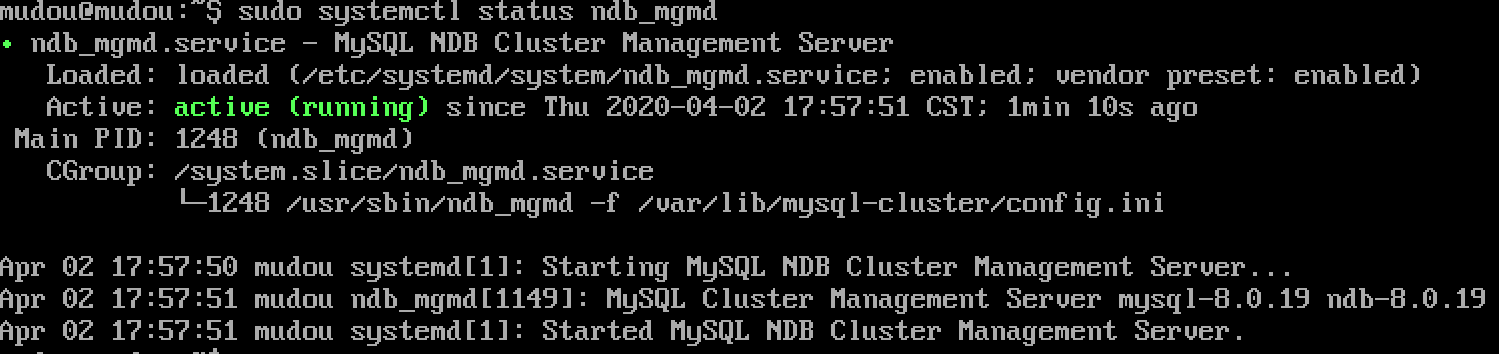 mudou@mudou:~$ sudo systemctl status ndb_mgmd
• ndb_mgmd.service - MySQL NDB Cluster Management Server
   Loaded: loaded (/etc/systemd/system/ndb_mgmd.service; enabled; vendor preset: enabled)
   Active: active (running) since Thu 2020-04-02 17:57:51 CST; 1min 10s ago
 Main PID: 1248 (ndb_mgmd)
   CGroup: /system.slice/ndb_mgmd.service
           └─1248 /usr/sbin/ndb_mgmd -f /var/lib/mysql-cluster/config.ini
Apr 02 17:57:50 mudou systemd[1]: Starting MySQL NDB Cluster Management Server...
Apr 02 17:57:51 mudou ndb_mgmd[1149]: MySQL Cluster Management Server mysql-8.0.19 ndb-8.0.19
Apr 02 17:57:51 mudou systemd[1]: Started MySQL NDB Cluster Management Server.